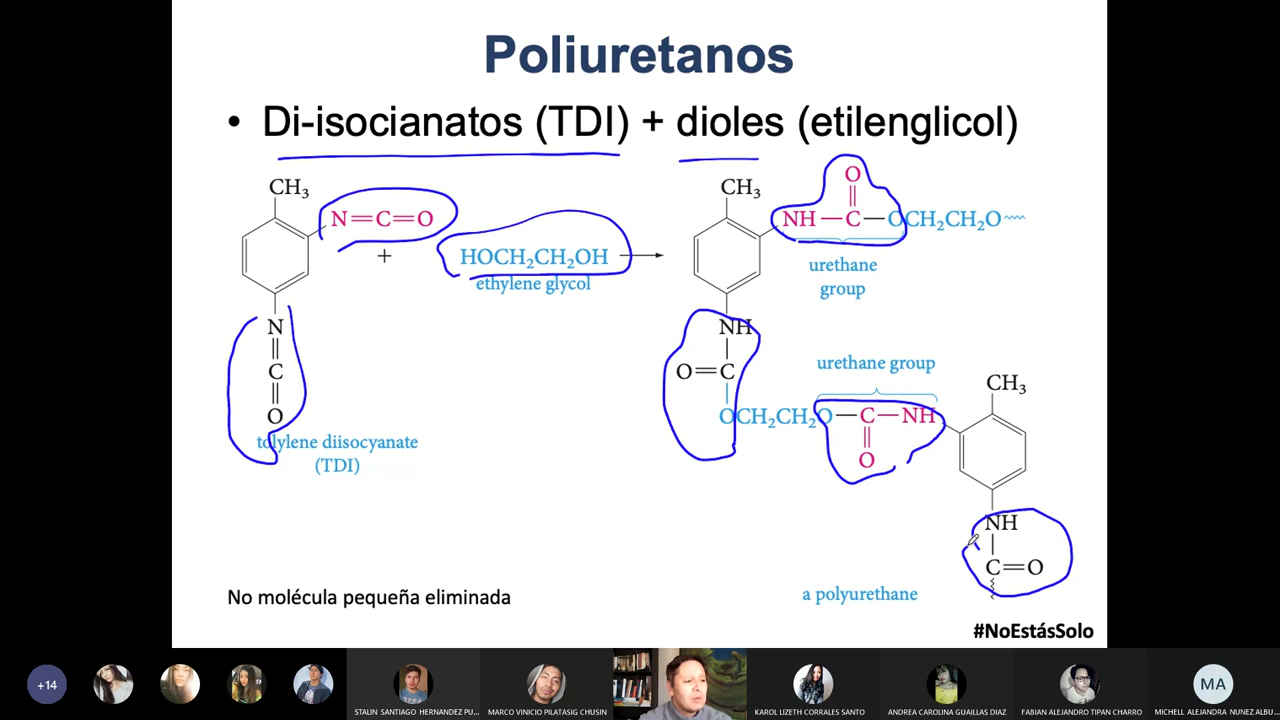 Poliuretanos
• Di-isocianatos (TDI) + dioles (etilenglicol)
CH₃
N=C=O
+
HOCH₂CH₂OH
ethylene glycol
N
C
O
tolylene diisocyanate
(TDI)
CH₃
O
NH—C—OCH₂CH₂O
urethane
group
NH
O=C
OCH₂CH₂O—C—NH
O
urethane group
CH₃
NH
C=O
a polyurethane
No molécula pequeña eliminada
#NoEstásSolo
+14
STALIN SANTIAGO HERNANDEZ PU...
MARCO VINICIO PILATASIG CHUSIN
KAROL LIZETH CORRALES SANTO
ANDREA CAROLINA GUAILLAS DIAZ
FABIAN ALEJANDRO TIPAN CHARRO
MA
MICHELL ALEJANDRA NUNEZ ALBU...